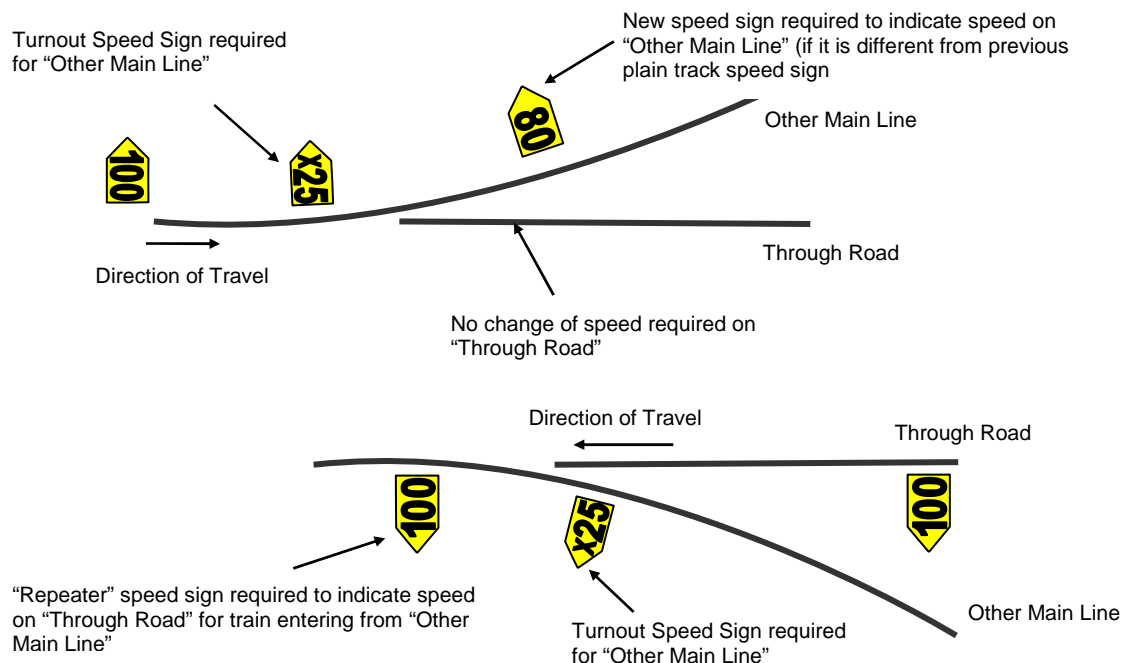 New speed sign required to indicate speed on
“Other Main Line” (if it is different from previous
plain track speed sign
Turnout Speed Sign required
for “Other Main Line”
80
Other Main Line
100
x25
Direction of Travel
Through Road
No change of speed required on
“Through Road”
Direction of Travel
Through Road
100
x25
100
“Repeater” speed sign required to indicate speed
on “Through Road” for train entering from “Other
Main Line”
Turnout Speed Sign required
for “Other Main Line”
Other Main Line